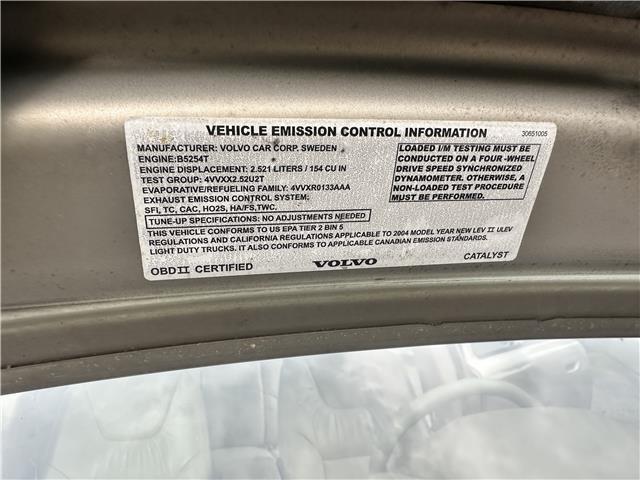 VEHICLE EMISSION CONTROL INFORMATION
30651005
MANUFACTURER: VOLVO CAR CORP. SWEDEN
ENGINE:B5254T
ENGINE DISPLACEMENT: 2.521 LITERS / 154 CU IN
TEST GROUP: 4VVXX2.52U2T
EVAPORATIVE/REFUELING FAMILY: 4VVXR0133AAA
EXHAUST EMISSION CONTROL SYSTEM:
SFI, TC, CAC, HO2S, HA/FS,TWC.
LOADED I/M TESTING MUST BE
CONDUCTED ON A FOUR -WHEEL
DRIVE SPEED SYNCHRONIZED
DYNAMOMETER. OTHERWISE, A
NON-LOADED TEST PROCEDURE
MUST BE PERFORMED.
TUNE-UP SPECIFICATIONS: NO ADJUSTMENTS NEEDED
THIS VEHICLE CONFORMS TO US EPA TIER 2 BIN 5
REGULATIONS AND CALIFORNIA REGULATIONS APPLICABLE TO 2004 MODEL YEAR NEW LEV II ULEV
LIGHT DUTY TRUCKS. IT ALSO CONFORMS TO APPLICABLE CANADIAN EMISSION STANDARDS.
OBD II CERTIFIED
VOLVO
CATALYST